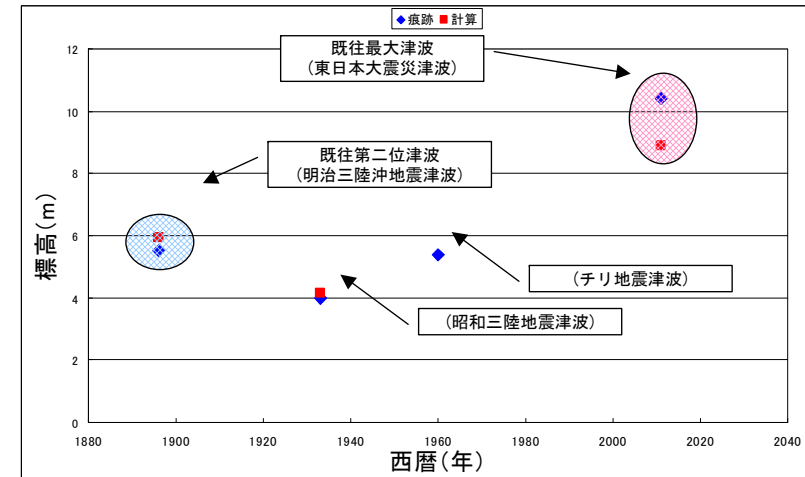 痕跡 計算
既往最大津波
（東日本大震災津波）
既往第二位津波
（明治三陸沖地震津波）
（チリ地震津波）
（昭和三陸地震津波）
標高（m）
12
10
8
6
4
2
0
1880 1900 1920 1940 1960 1980 2000 2020 2040
西暦（年）